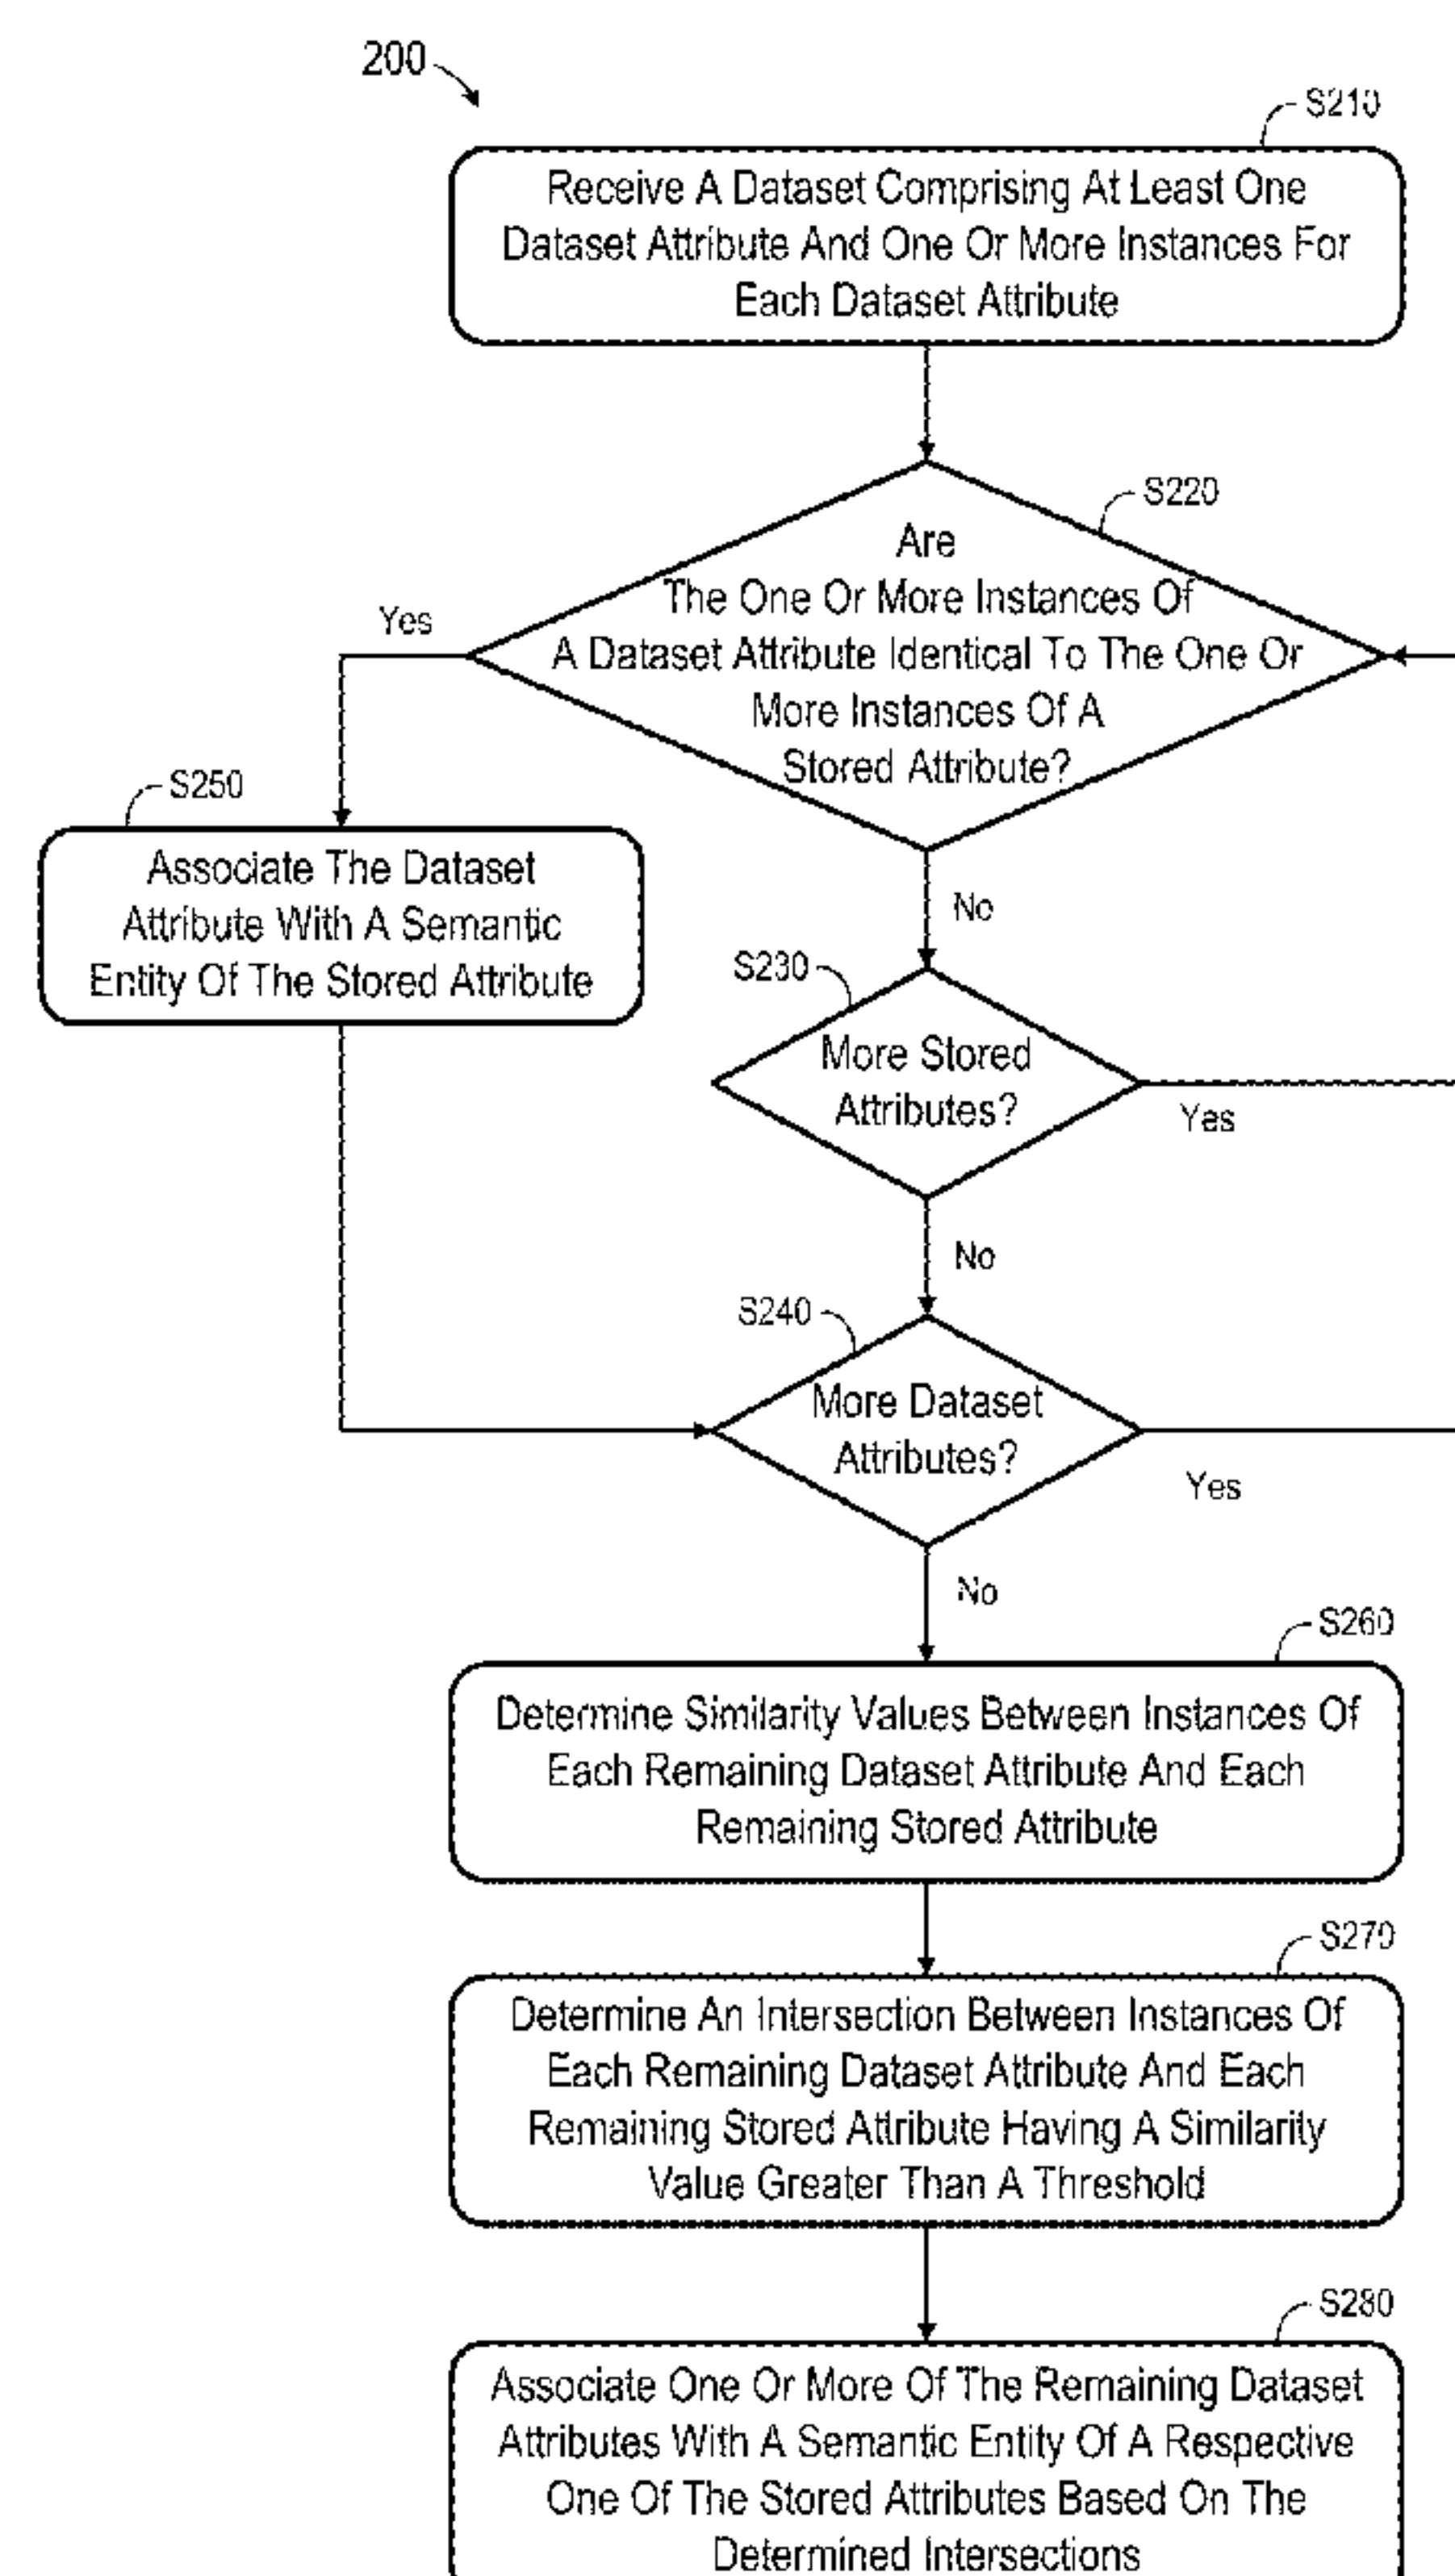 200
S210
Receive A Dataset Comprising At Least One
Dataset Attribute And One Or More Instances For
Each Dataset Attribute
S220
Are
The One Or More Instances Of
A Dataset Attribute Identical To The One Or
More Instances Of A
Stored Attribute?
Yes
S250
Associate The Dataset
Attribute With A Semantic
Entity Of The Stored Attribute
No
S230
More Stored
Attributes?
Yes
No
S240
More Dataset
Attributes?
Yes
No
S260
Determine Similarity Values Between Instances Of
Each Remaining Dataset Attribute And Each
Remaining Stored Attribute
S270
Determine An Intersection Between Instances Of
Each Remaining Dataset Attribute And Each
Remaining Stored Attribute Having A Similarity
Value Greater Than A Threshold
S280
Associate One Or More Of The Remaining Dataset
Attributes With A Semantic Entity Of A Respective
One Of The Stored Attributes Based On The
Determined Intersections